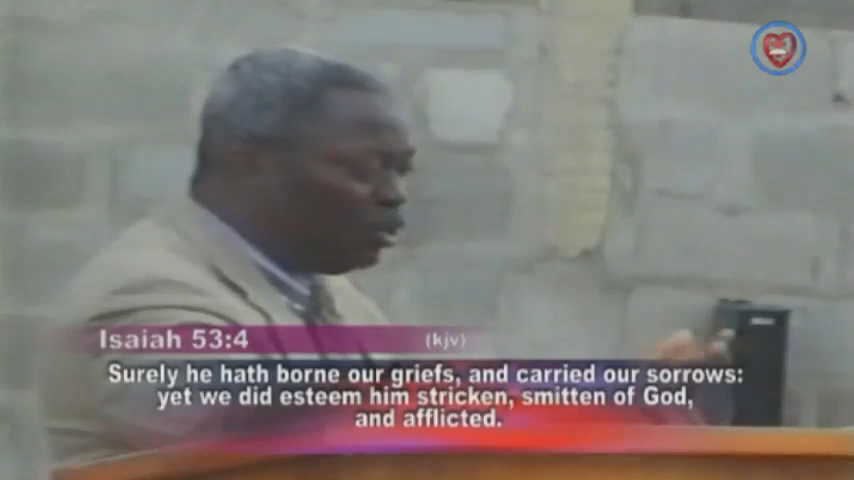 Isaiah 53:4 (kjv)
Surely he hath borne our griefs, and carried our sorrows:
yet we did esteem him stricken, smitten of God,
and afflicted.